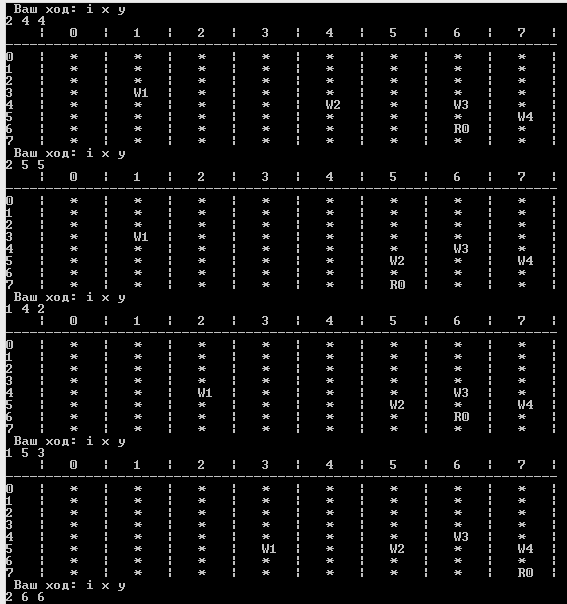 Ваш ход: i x y
2 4 4
¦ 0 ¦ 1 ¦ 2 ¦ 3 ¦ 4 ¦ 5 ¦ 6 ¦ 7 ¦
0 ¦ * ¦ * ¦ * ¦ * ¦ * ¦ * ¦ * ¦ * ¦
1 ¦ * ¦ * ¦ * ¦ * ¦ * ¦ * ¦ * ¦ * ¦
2 ¦ * ¦ * ¦ * ¦ * ¦ * ¦ * ¦ * ¦ * ¦
3 ¦ * ¦ W1 ¦ * ¦ * ¦ * ¦ * ¦ * ¦ * ¦
4 ¦ * ¦ * ¦ * ¦ * ¦ W2 ¦ * ¦ W3 ¦ * ¦
5 ¦ * ¦ * ¦ * ¦ * ¦ * ¦ * ¦ * ¦ W4 ¦
6 ¦ * ¦ * ¦ * ¦ * ¦ * ¦ * ¦ R0 ¦ * ¦
7 ¦ * ¦ * ¦ * ¦ * ¦ * ¦ * ¦ * ¦ * ¦
Ваш ход: i x y
2 5 5
¦ 0 ¦ 1 ¦ 2 ¦ 3 ¦ 4 ¦ 5 ¦ 6 ¦ 7 ¦
0 ¦ * ¦ * ¦ * ¦ * ¦ * ¦ * ¦ * ¦ * ¦
1 ¦ * ¦ * ¦ * ¦ * ¦ * ¦ * ¦ * ¦ * ¦
2 ¦ * ¦ * ¦ * ¦ * ¦ * ¦ * ¦ * ¦ * ¦
3 ¦ * ¦ W1 ¦ * ¦ * ¦ * ¦ * ¦ * ¦ * ¦
4 ¦ * ¦ * ¦ * ¦ * ¦ * ¦ * ¦ W3 ¦ * ¦
5 ¦ * ¦ * ¦ * ¦ * ¦ * ¦ W2 ¦ * ¦ W4 ¦
6 ¦ * ¦ * ¦ * ¦ * ¦ * ¦ * ¦ * ¦ * ¦
7 ¦ * ¦ * ¦ * ¦ * ¦ * ¦ R0 ¦ * ¦ * ¦
Ваш ход: i x y
1 4 2
¦ 0 ¦ 1 ¦ 2 ¦ 3 ¦ 4 ¦ 5 ¦ 6 ¦ 7 ¦
0 ¦ * ¦ * ¦ * ¦ * ¦ * ¦ * ¦ * ¦ * ¦
1 ¦ * ¦ * ¦ * ¦ * ¦ * ¦ * ¦ * ¦ * ¦
2 ¦ * ¦ * ¦ * ¦ * ¦ * ¦ * ¦ * ¦ * ¦
3 ¦ * ¦ * ¦ * ¦ * ¦ * ¦ * ¦ * ¦ * ¦
4 ¦ * ¦ * ¦ W1 ¦ * ¦ * ¦ * ¦ W3 ¦ * ¦
5 ¦ * ¦ * ¦ * ¦ * ¦ * ¦ W2 ¦ * ¦ W4 ¦
6 ¦ * ¦ * ¦ * ¦ * ¦ * ¦ * ¦ R0 ¦ * ¦
7 ¦ * ¦ * ¦ * ¦ * ¦ * ¦ * ¦ * ¦ * ¦
Ваш ход: i x y
1 5 3
¦ 0 ¦ 1 ¦ 2 ¦ 3 ¦ 4 ¦ 5 ¦ 6 ¦ 7 ¦
0 ¦ * ¦ * ¦ * ¦ * ¦ * ¦ * ¦ * ¦ * ¦
1 ¦ * ¦ * ¦ * ¦ * ¦ * ¦ * ¦ * ¦ * ¦
2 ¦ * ¦ * ¦ * ¦ * ¦ * ¦ * ¦ * ¦ * ¦
3 ¦ * ¦ * ¦ * ¦ * ¦ * ¦ * ¦ * ¦ * ¦
4 ¦ * ¦ * ¦ * ¦ * ¦ * ¦ * ¦ W3 ¦ * ¦
5 ¦ * ¦ * ¦ * ¦ W1 ¦ * ¦ W2 ¦ * ¦ W4 ¦
6 ¦ * ¦ * ¦ * ¦ * ¦ * ¦ * ¦ * ¦ * ¦
7 ¦ * ¦ * ¦ * ¦ * ¦ * ¦ * ¦ * ¦ R0 ¦
Ваш ход: i x y
2 6 6